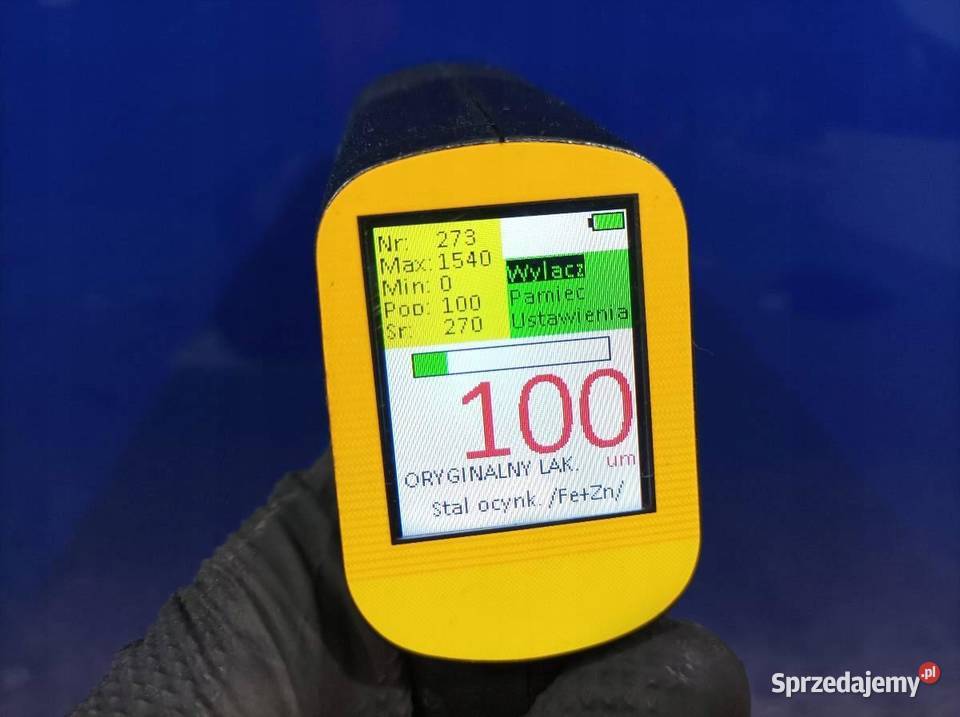 Nr: 273
Max: 1540
Min: 0
Pop: 100
Sr: 270
Wylacz
Pamiec
Ustawienia
100
um
ORYGINALNY LAK.
Stal ocynk. /Fe+Zn/
Sprzedajemy.pl